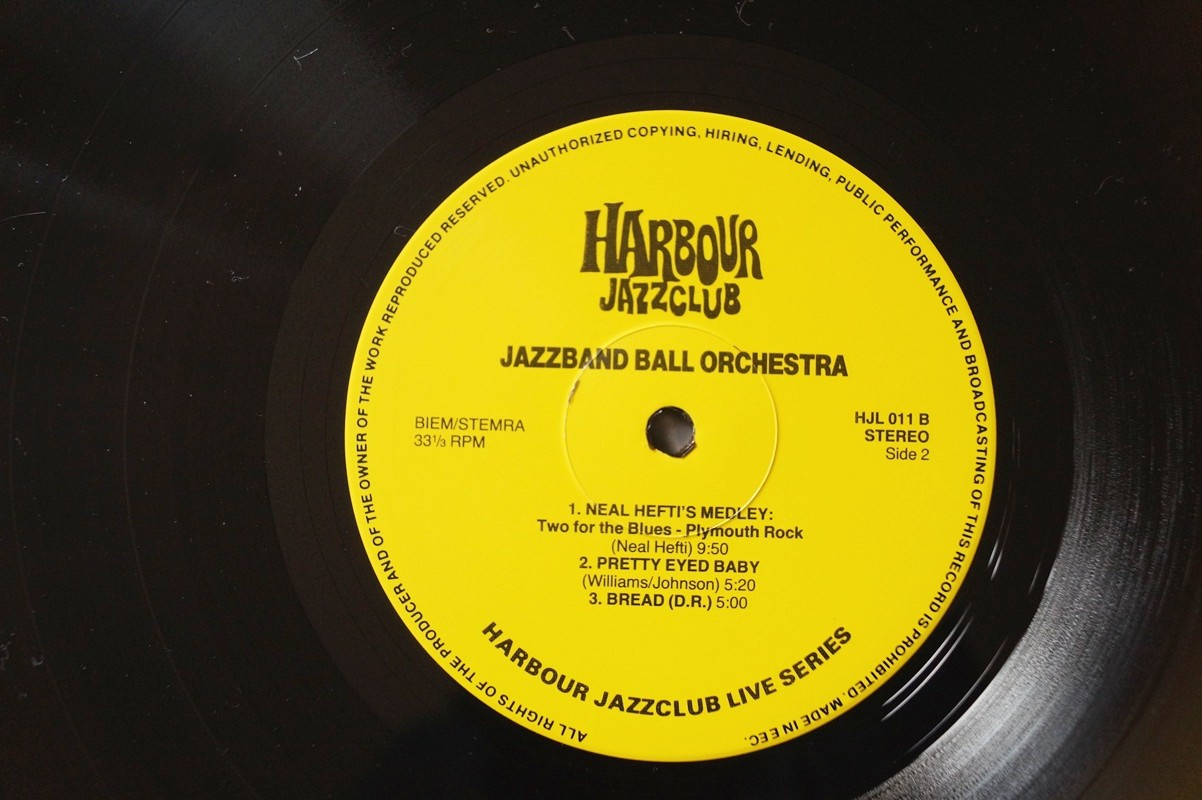 ALL RIGHTS OF THE PRODUCER AND OF THE OWNER OF THE WORK REPRODUCED RESERVED. UNAUTHORIZED COPYING, HIRING, LENDING, PUBLIC PERFORMANCE AND BROADCASTING OF THIS RECORD IS PROHIBITED. MADE IN EEC.
HARBOUR
JAZZCLUB
JAZZBAND BALL ORCHESTRA
BIEM/STEMRA
33⅓ RPM
HJL 011 B
STEREO
Side 2
1. NEAL HEFTI'S MEDLEY:
Two for the Blues - Plymouth Rock
(Neal Hefti) 9:50
2. PRETTY EYED BABY
(Williams/Johnson) 5:20
3. BREAD (D.R.) 5:00
HARBOUR JAZZCLUB LIVE SERIES